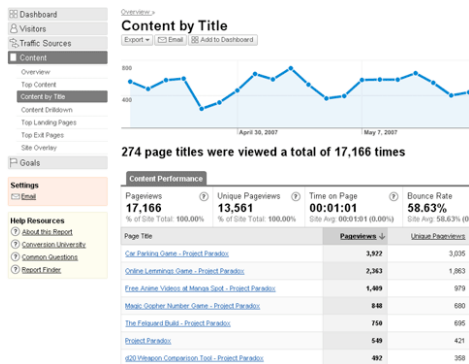 Dashboard
Visitors
Traffic Sources
Content
Overview
Top Content
Content by Title
Content Drilldown
Top Landing Pages
Top Exit Pages
Site Overlay
Goals
Settings
Email
Help Resources
About this Report
Conversion University
Common Questions
Report Finder
Overview »
Content by Title
Export Email Add to Dashboard
800
400
April 30, 2007 May 7, 2007
274 page titles were viewed a total of 17,166 times
Content Performance
Pageviews Unique Pageviews Time on Page Bounce Rate
17,166 13,561 00:01:01 58.63%
% of Site Total: 100.00% % of Site Total: 100.00% Site Avg: 00:01:01 (0.00%) Site Avg: 58.63% (0
Page Title Pageviews ↓ Unique Pageviews
Car Parking Game - Project Paradox 3,922 3,035
Online Lemmings Game - Project Paradox 2,363 1,863
Free Anime Videos at Manga Spot - Project Paradox 1,409 979
Magic Gopher Number Game - Project Paradox 848 680
The Felguard Build - Project Paradox 750 695
Project Paradox 549 421
d20 Weapon Comparison Tool - Project Paradox 492 358